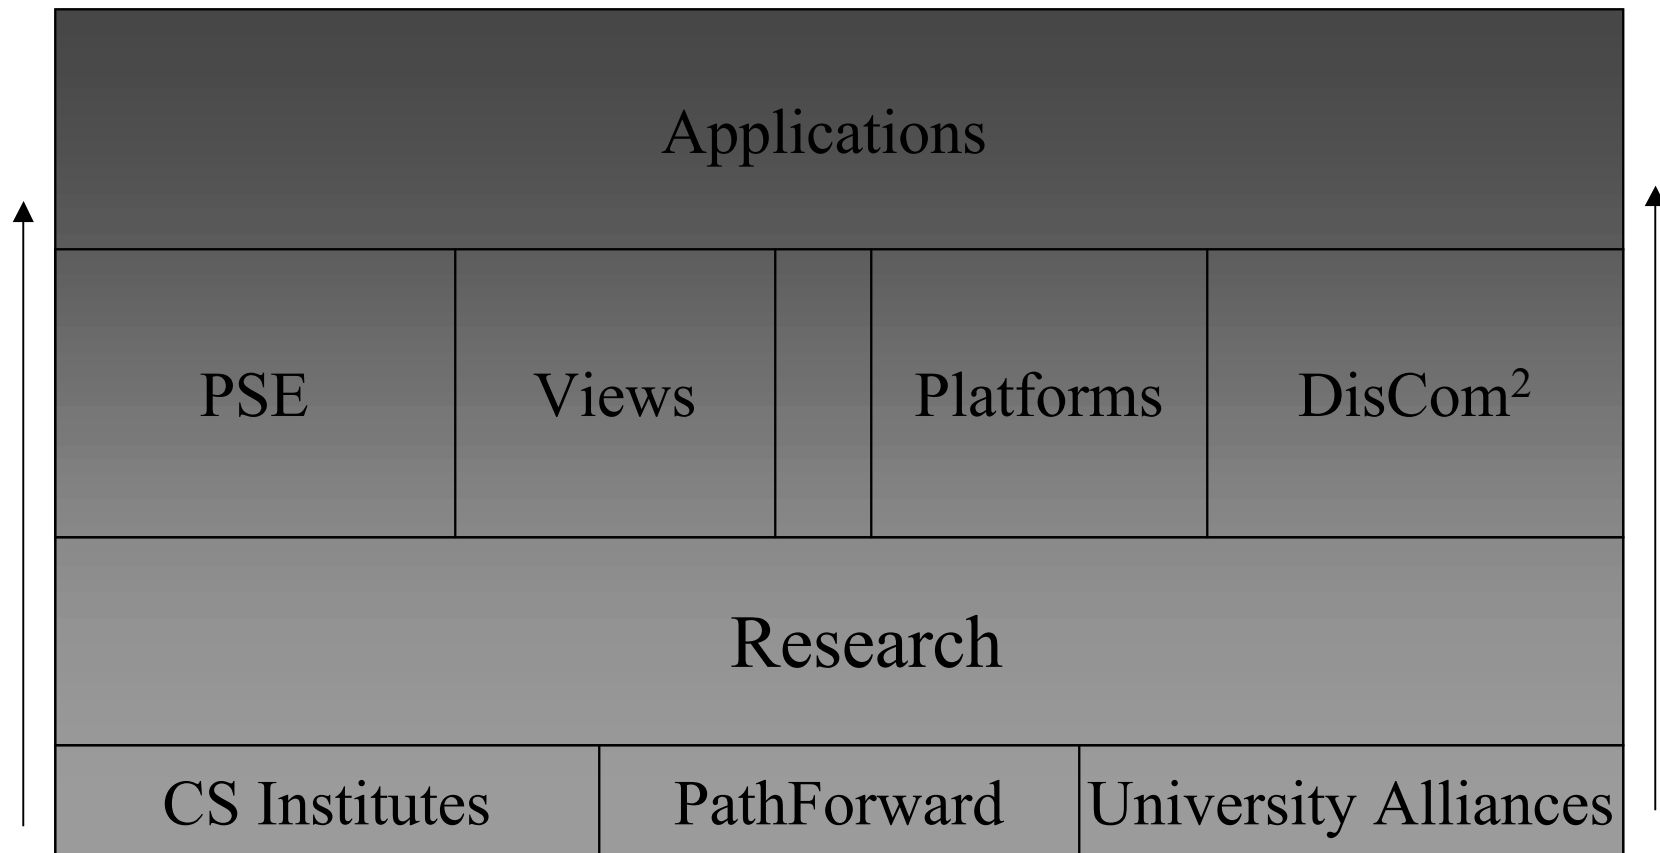 Applications
PSE Views Platforms DisCom²
Research
CS Institutes PathForward University Alliances